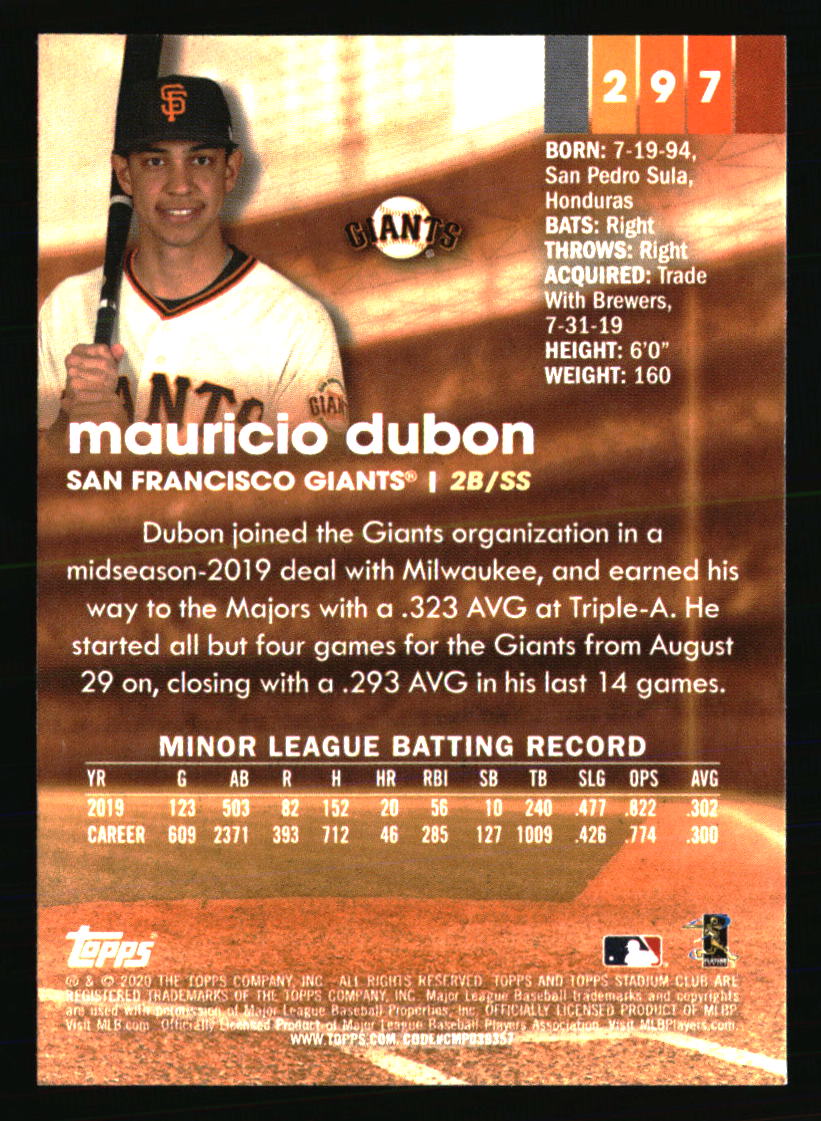 297
BORN: 7-19-94,
San Pedro Sula,
Honduras
BATS: Right
THROWS: Right
ACQUIRED: Trade
With Brewers,
7-31-19
HEIGHT: 6'0"
WEIGHT: 160
SF
GIANTS®
GIANTS
GIANTS
mauricio dubon
SAN FRANCISCO GIANTS® | 2B/SS
Dubon joined the Giants organization in a
midseason-2019 deal with Milwaukee, and earned his
way to the Majors with a .323 AVG at Triple-A. He
started all but four games for the Giants from August
29 on, closing with a .293 AVG in his last 14 games.
MINOR LEAGUE BATTING RECORD
YR G AB R H HR RBI SB TB SLG OPS AVG
2019 123 503 82 152 20 56 10 240 .477 .822 .302
CAREER 609 2371 393 712 46 285 127 1009 .426 .774 .300
topps
® & © 2020 THE TOPPS COMPANY, INC. ALL RIGHTS RESERVED. TOPPS AND TOPPS STADIUM CLUB ARE
REGISTERED TRADEMARKS OF THE TOPPS COMPANY, INC. Major League Baseball trademarks and copyrights
are used with permission of Major League Baseball Properties, Inc. OFFICIALLY LICENSED PRODUCT OF MLBP
Visit MLB.com Officially Licensed Product of Major League Baseball Players Association. Visit MLBPlayers.com.
WWW.TOPPS.COM. CODE#CMP039357